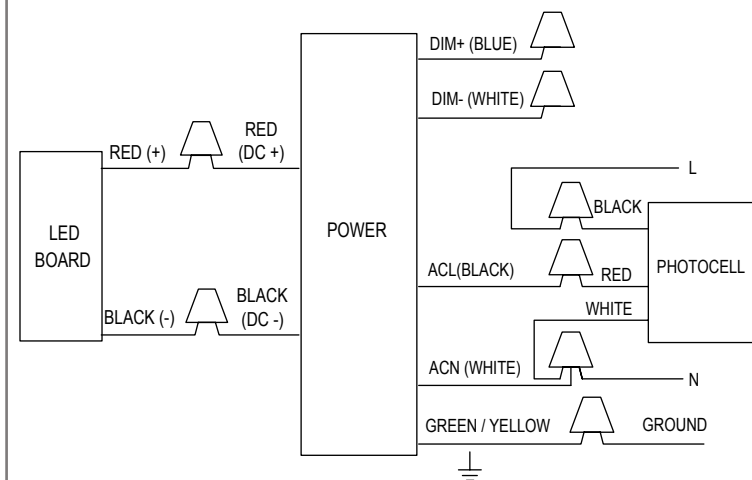 DIM+ (BLUE)
DIM- (WHITE)
RED (+)
RED
(DC +)
LED
BOARD
BLACK (-)
BLACK
(DC -)
POWER
L
BLACK
PHOTOCELL
ACL(BLACK)
RED
WHITE
ACN (WHITE)
N
GREEN / YELLOW
GROUND